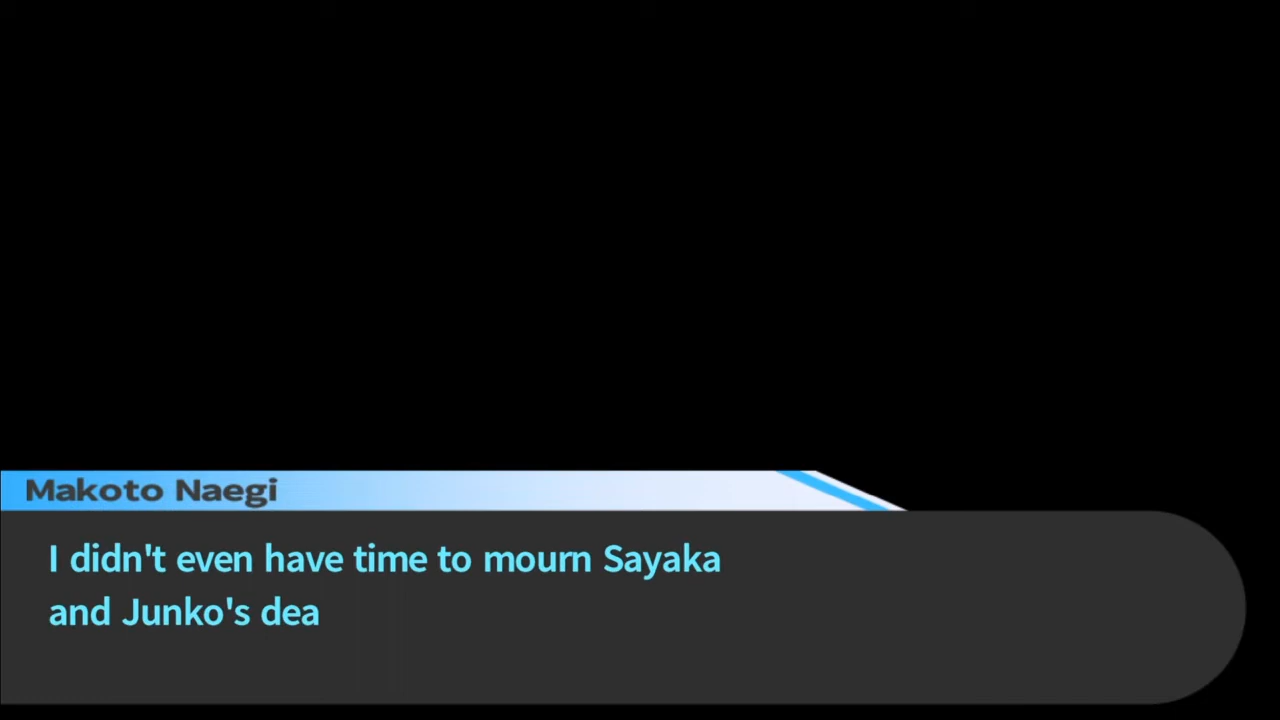 Makoto Naegi
I didn't even have time to mourn Sayaka
and Junko's dea